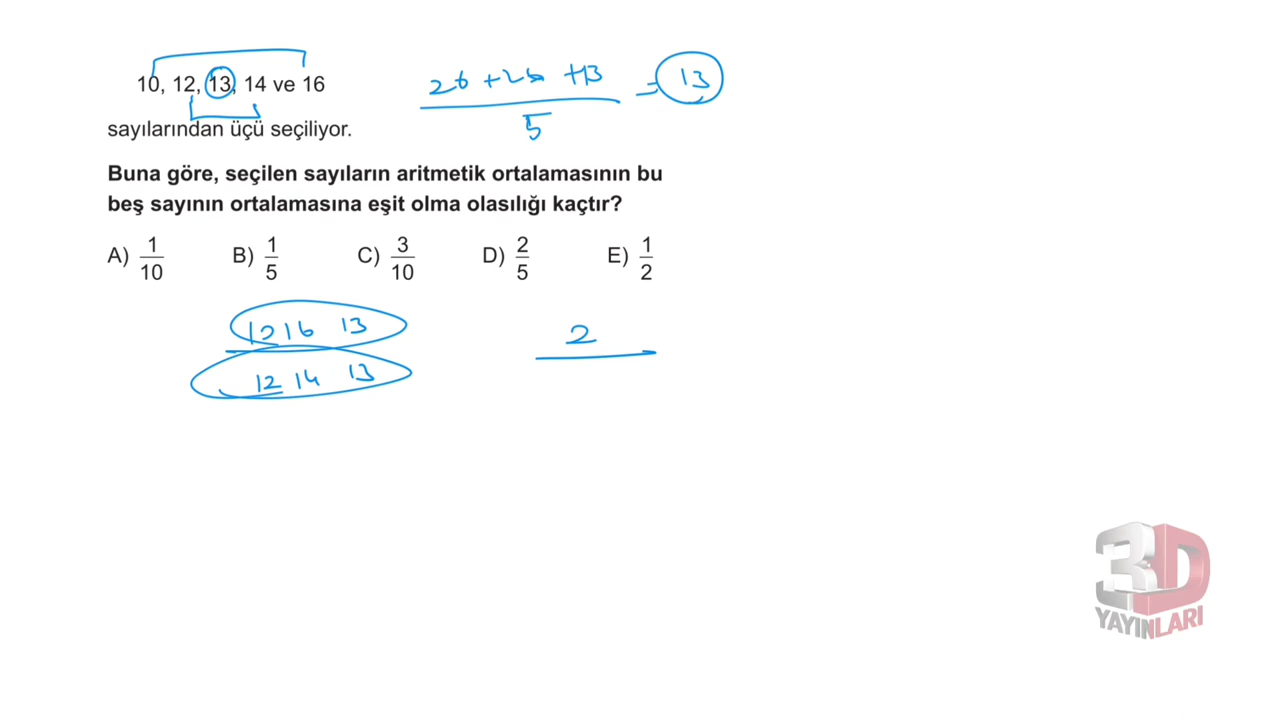 10, 12, 13, 14 ve 16
26 + 26 + 13 = 13
5
sayılarından üçü seçiliyor.
Buna göre, seçilen sayıların aritmetik ortalamasının bu
beş sayının ortalamasına eşit olma olasılığı kaçtır?
A) 1/10 B) 1/5 C) 3/10 D) 2/5 E) 1/2
12 16 13
12 14 13
2
3D
YAYINLARI